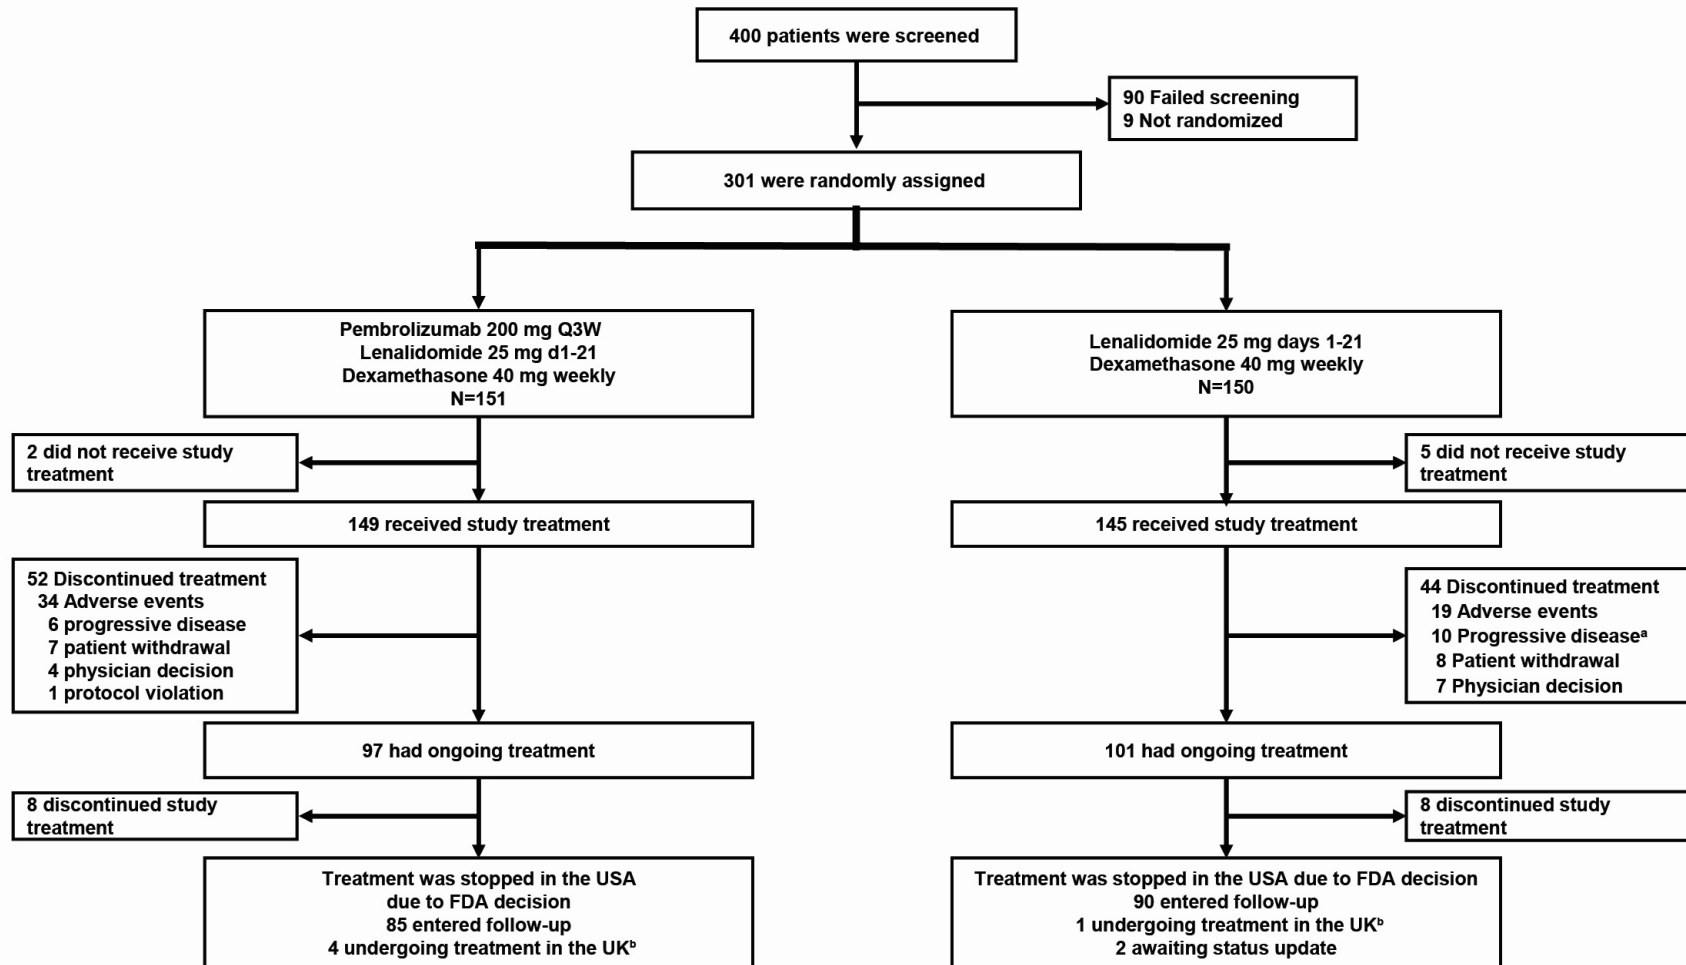 400 patients were screened
90 Failed screening
9 Not randomized
301 were randomly assigned
Pembrolizumab 200 mg Q3W
Lenalidomide 25 mg d1-21
Dexamethasone 40 mg weekly
N=151
Lenalidomide 25 mg days 1-21
Dexamethasone 40 mg weekly
N=150
2 did not receive study
treatment
5 did not receive study
treatment
149 received study treatment
145 received study treatment
52 Discontinued treatment
34 Adverse events
6 progressive disease
7 patient withdrawal
4 physician decision
1 protocol violation
44 Discontinued treatment
19 Adverse events
10 Progressive diseaseᵃ
8 Patient withdrawal
7 Physician decision
97 had ongoing treatment
101 had ongoing treatment
8 discontinued study
treatment
8 discontinued study
treatment
Treatment was stopped in the USA
due to FDA decision
85 entered follow-up
4 undergoing treatment in the UKᵇ
Treatment was stopped in the USA due to FDA decision
90 entered follow-up
1 undergoing treatment in the UKᵇ
2 awaiting status update